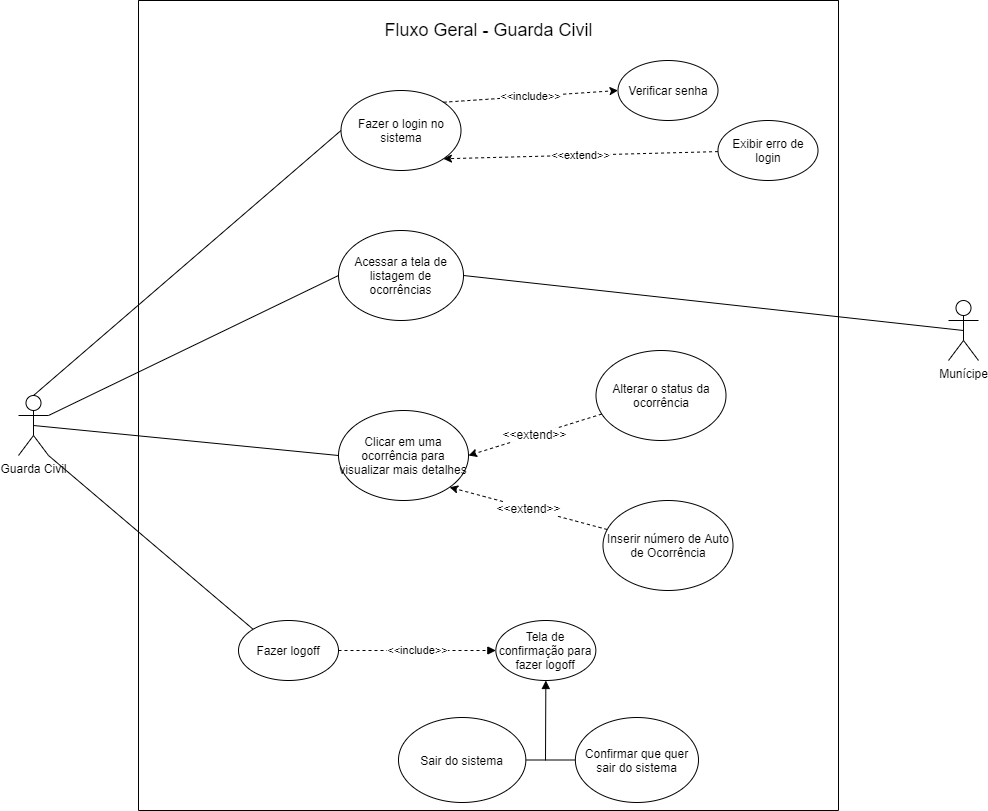 Fluxo Geral - Guarda Civil
Verificar senha
<<include>>
Fazer o login no
sistema
Exibir erro de
login
<<extend>>
Acessar a tela de
listagem de
ocorrências
Munícipe
Alterar o status da
ocorrência
<<extend>>
Clicar em uma
ocorrência para
visualizar mais detalhes
Guarda Civil
<<extend>>
Inserir número de Auto
de Ocorrência
Fazer logoff
<<include>>
Tela de
confirmação para
fazer logoff
Sair do sistema
Confirmar que quer
sair do sistema